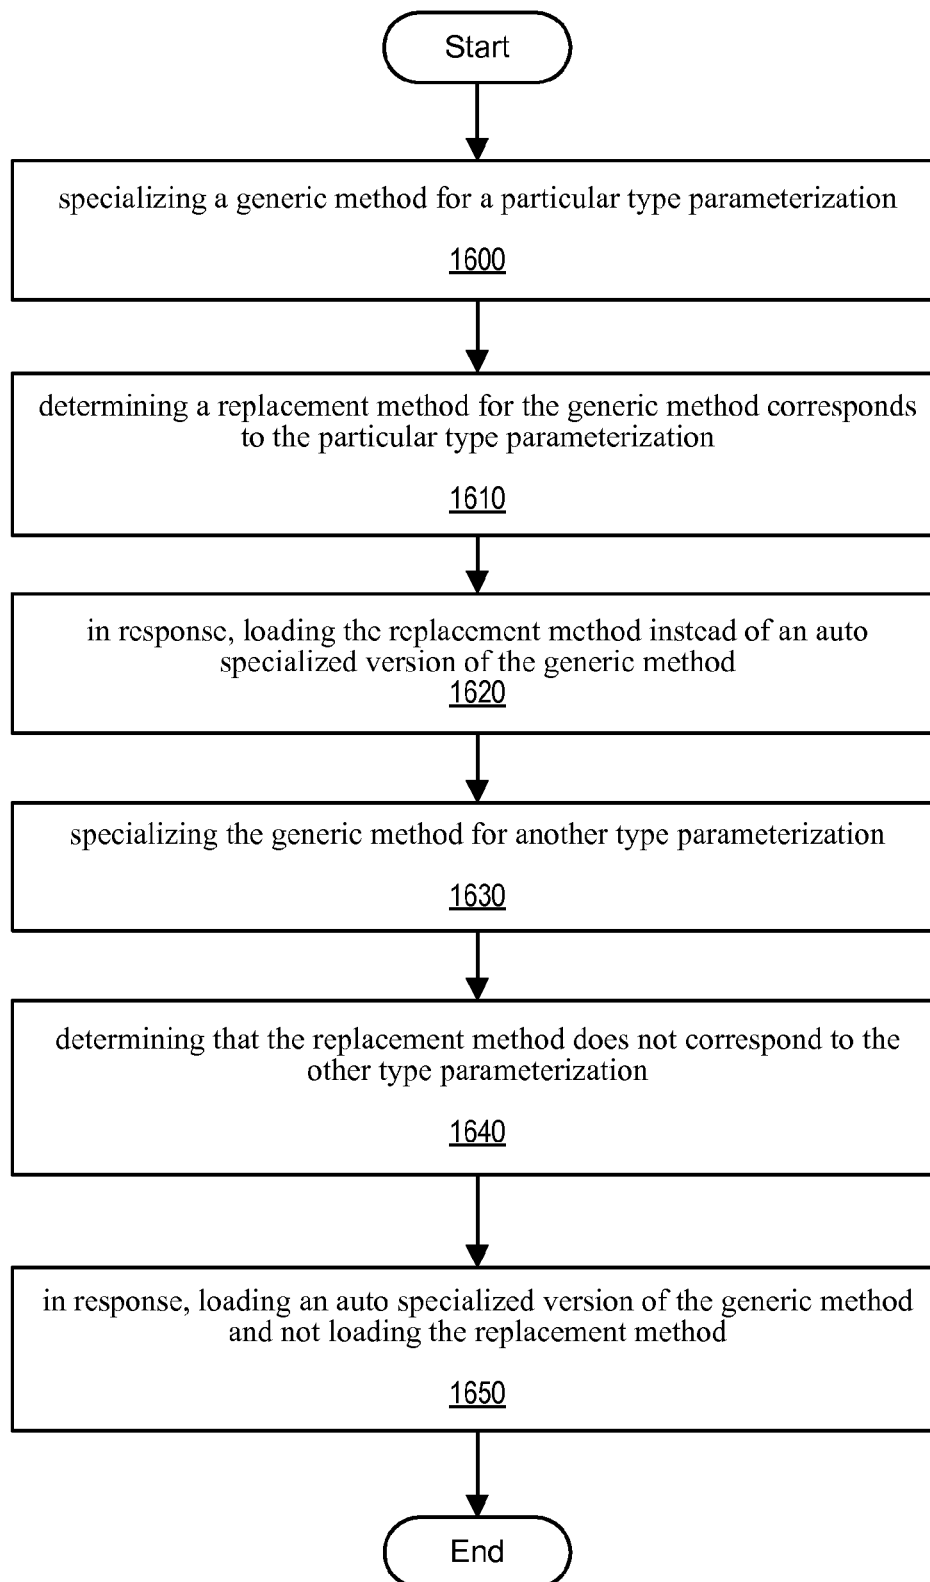 Start
specializing a generic method for a particular type parameterization
1600
determining a replacement method for the generic method corresponds
to the particular type parameterization
1610
in response, loading the replacement method instead of an auto
specialized version of the generic method
1620
specializing the generic method for another type parameterization
1630
determining that the replacement method does not correspond to the
other type parameterization
1640
in response, loading an auto specialized version of the generic method
and not loading the replacement method
1650
End